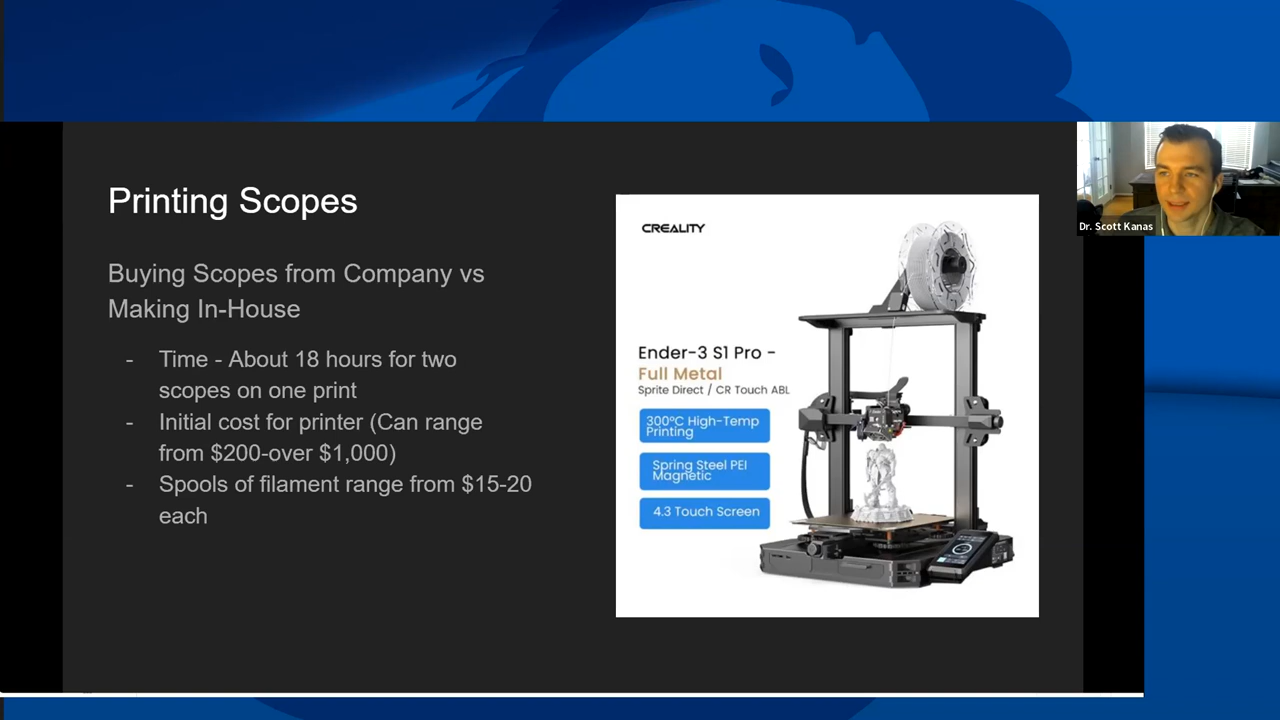 Printing Scopes
Buying Scopes from Company vs
Making In-House
- Time - About 18 hours for two
scopes on one print
- Initial cost for printer (Can range
from $200-over $1,000)
- Spools of filament range from $15-20
each
CREALITY
Ender-3 S1 Pro -
Full Metal
Sprite Direct / CR Touch ABL
300°C High-Temp
Printing
Spring Steel PEI
Magnetic
4.3 Touch Screen
Dr. Scott Kanas